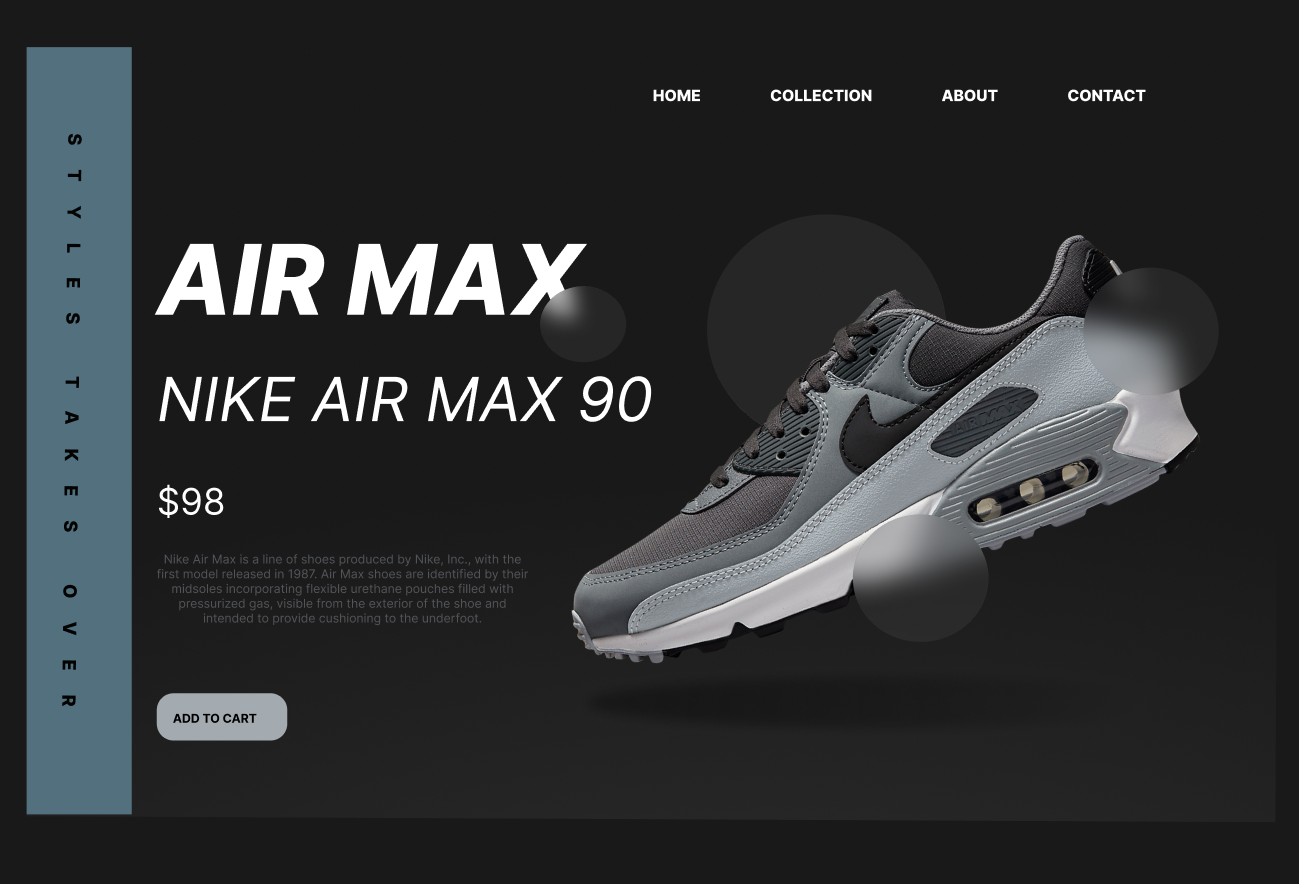 HOME COLLECTION ABOUT CONTACT
STYLES TAKES OVER
AIR MAX
NIKE AIR MAX 90
$98
Nike Air Max is a line of shoes produced by Nike, Inc., with the
first model released in 1987. Air Max shoes are identified by their
midsoles incorporating flexible urethane pouches filled with
pressurized gas, visible from the exterior of the shoe and
intended to provide cushioning to the underfoot.
ADD TO CART